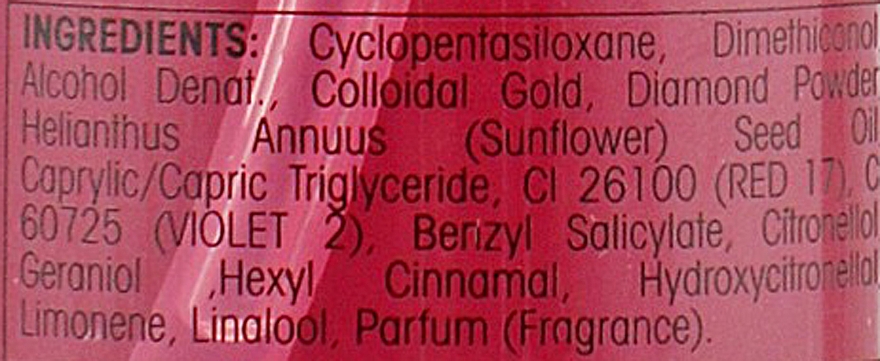 INGREDIENTS: Cyclopentasiloxane, Dimethiconol,
Alcohol Denat., Colloidal Gold, Diamond Powder
Helianthus Annuus (Sunflower) Seed Oil
Caprylic/Capric Triglyceride, CI 26100 (RED 17), C
60725 (VIOLET 2), Benzyl Salicylate, Citronellol
Geraniol ,Hexyl Cinnamal, Hydroxycitronellal
Limonene, Linalool, Parfum (Fragrance).